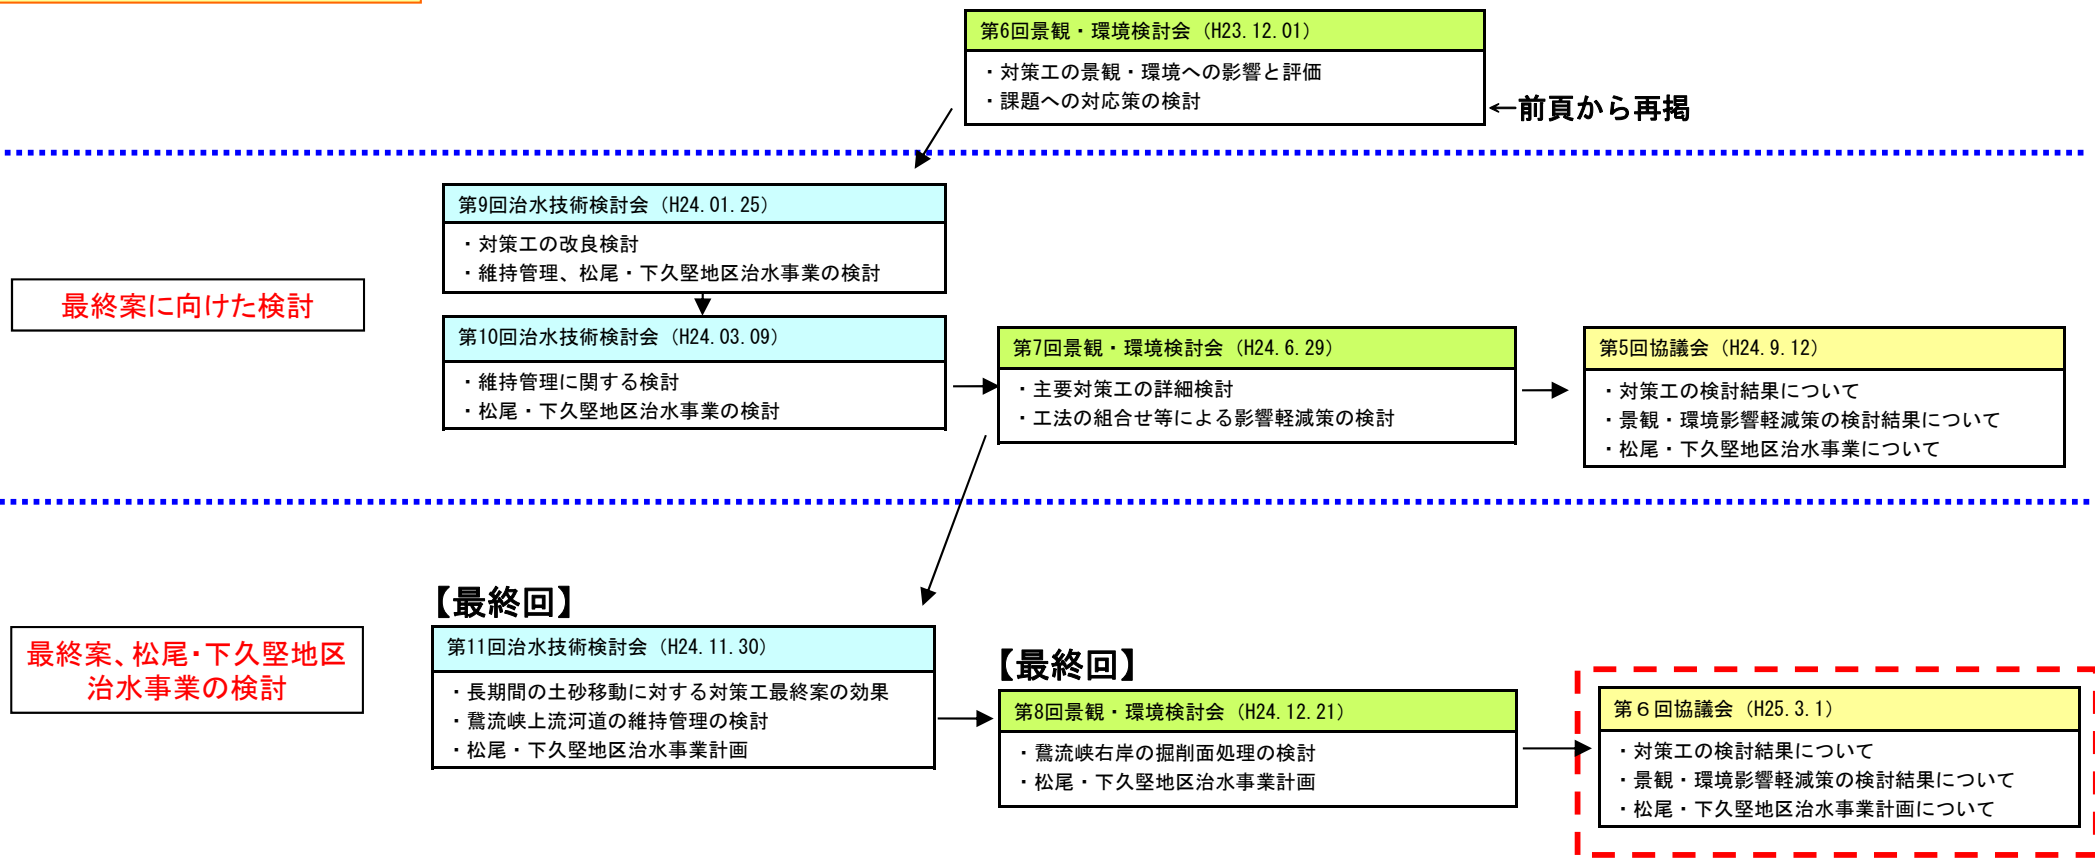 第6回景観・環境検討会（H23.12.01）
・対策工の景観・環境への影響と評価
・課題への対応策の検討
←前頁から再掲
第9回治水技術検討会（H24.01.25）
・対策工の改良検討
・維持管理、松尾・下久堅地区治水事業の検討
最終案に向けた検討
第10回治水技術検討会（H24.03.09）
・維持管理に関する検討
・松尾・下久堅地区治水事業の検討
第7回景観・環境検討会（H24.6.29）
・主要対策工の詳細検討
・工法の組合せ等による影響軽減策の検討
第5回協議会（H24.9.12）
・対策工の検討結果について
・景観・環境影響軽減策の検討結果について
・松尾・下久堅地区治水事業について
最終案、松尾・下久堅地区
治水事業の検討
【最終回】
第11回治水技術検討会（H24.11.30）
・長期間の土砂移動に対する対策工最終案の効果
・鵞流峡上流河道の維持管理の検討
・松尾・下久堅地区治水事業計画
【最終回】
第8回景観・環境検討会（H24.12.21）
・鵞流峡右岸の掘削面処理の検討
・松尾・下久堅地区治水事業計画
第６回協議会（H25.3.1）
・対策工の検討結果について
・景観・環境影響軽減策の検討結果について
・松尾・下久堅地区治水事業計画について